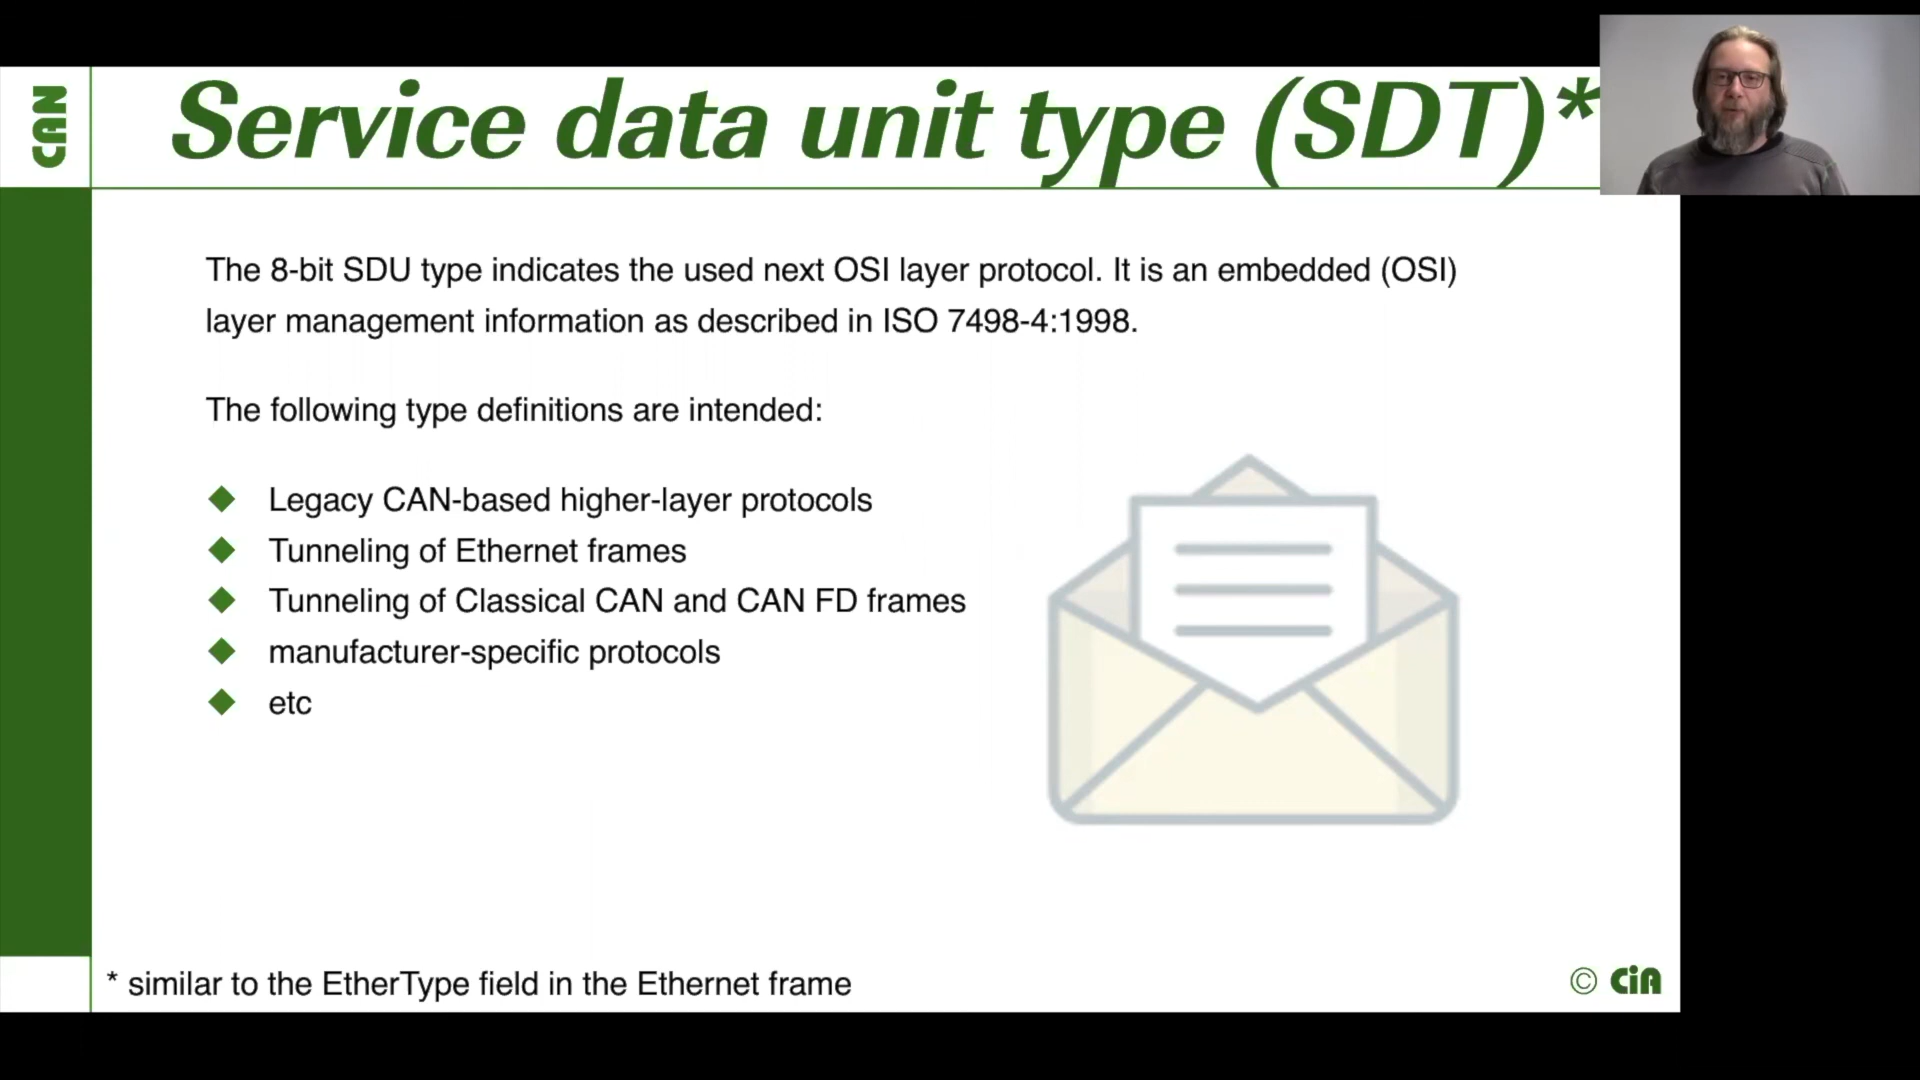 CAN
Service data unit type (SDT)*
The 8-bit SDU type indicates the used next OSI layer protocol. It is an embedded (OSI)
layer management information as described in ISO 7498-4:1998.
The following type definitions are intended:
Legacy CAN-based higher-layer protocols
Tunneling of Ethernet frames
Tunneling of Classical CAN and CAN FD frames
manufacturer-specific protocols
etc
* similar to the EtherType field in the Ethernet frame
© CiA